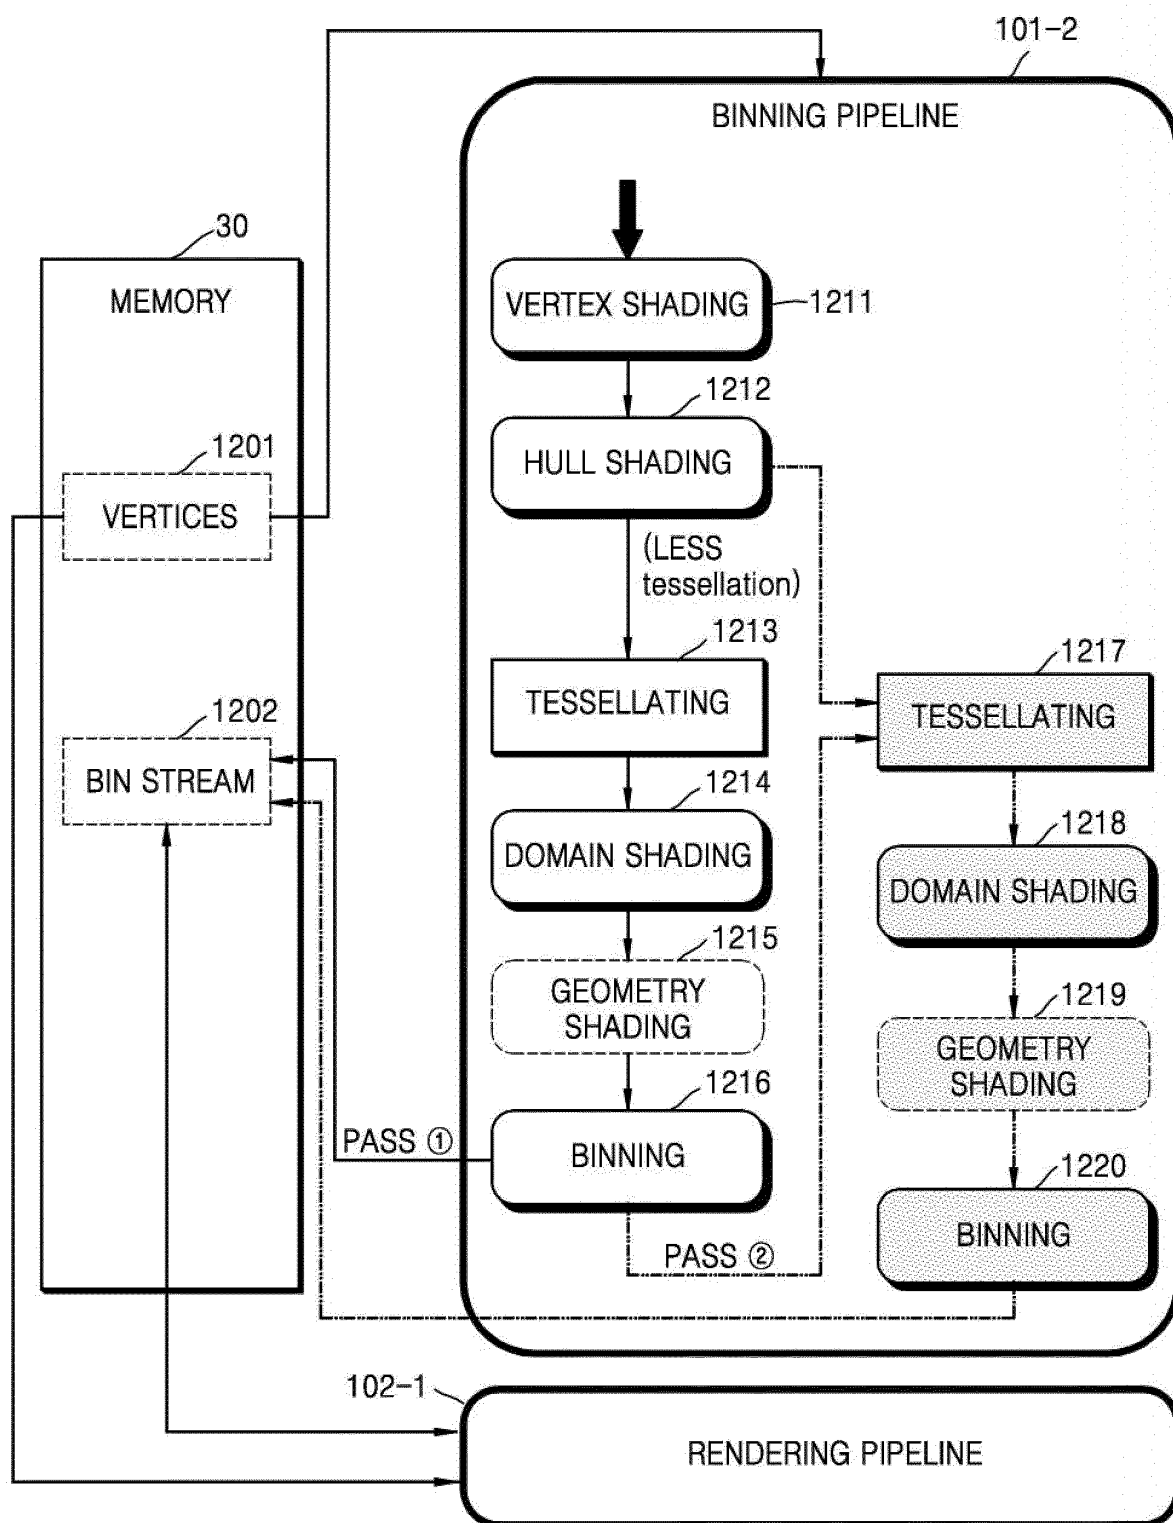 101-2
BINNING PIPELINE
30
MEMORY
VERTEX SHADING
1211
1212
HULL SHADING
1201
VERTICES
(LESS
tessellation)
1213
TESSELLATING
1217
TESSELLATING
1202
BIN STREAM
1214
DOMAIN SHADING
1218
DOMAIN SHADING
1215
GEOMETRY
SHADING
1219
GEOMETRY
SHADING
1216
BINNING
PASS ①
1220
BINNING
PASS ②
102-1
RENDERING PIPELINE